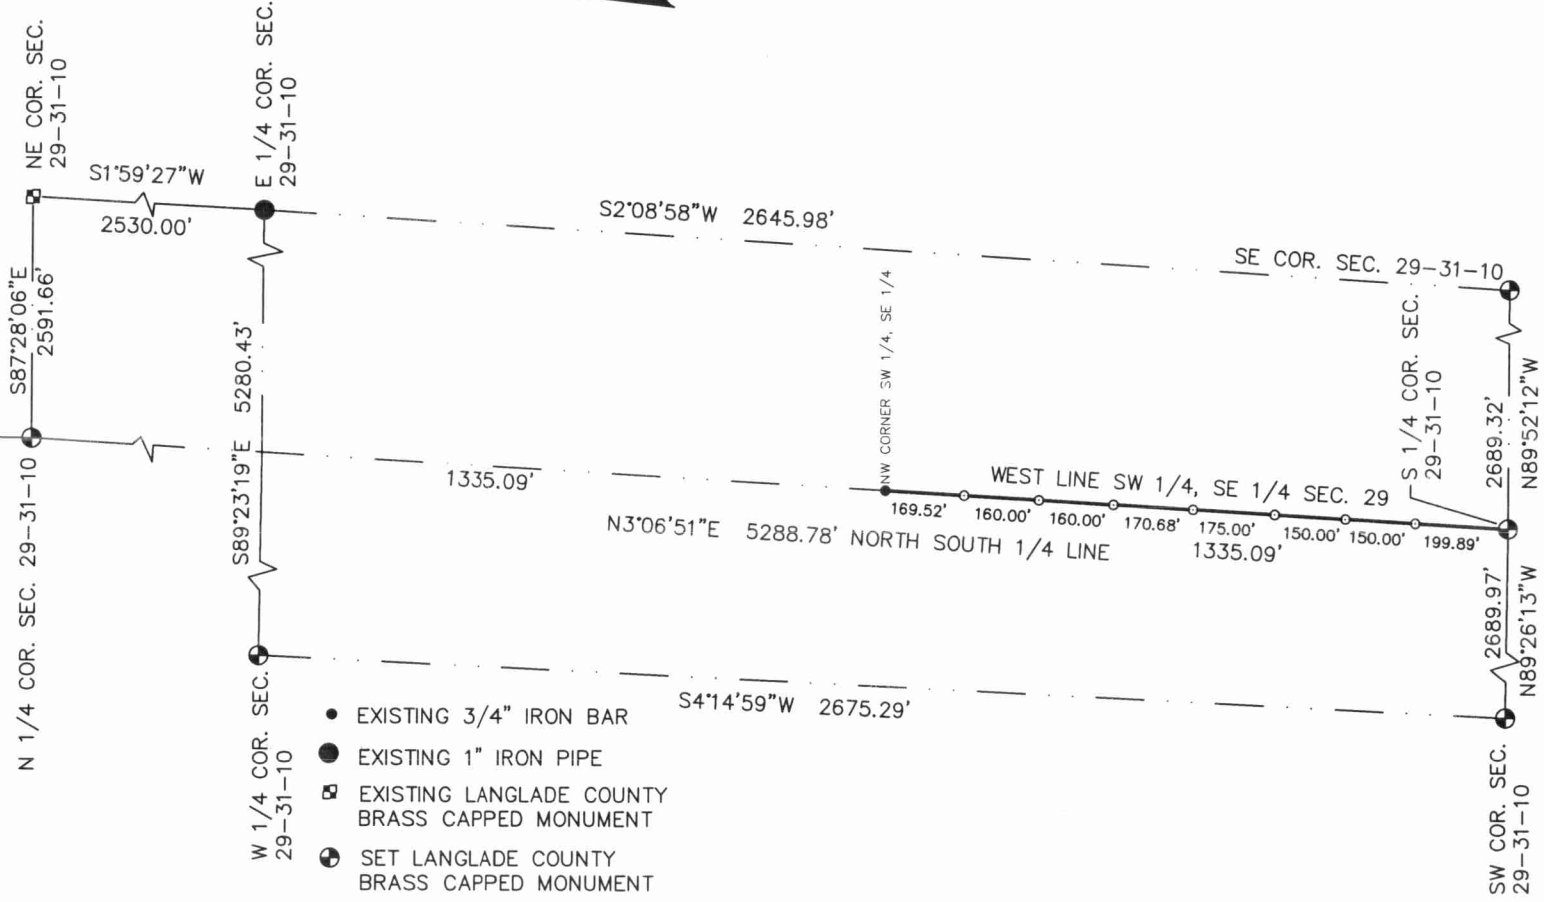 NE COR. SEC.
29-31-10
E 1/4 COR. SEC.
29-31-10
S1°59'27"W
2530.00'
S2°08'58"W 2645.98'
SE COR. SEC. 29-31-10
S87°28'06"E
2591.66'
S89°23'19"E 5280.43'
NW CORNER SW 1/4, SE 1/4
S 1/4 COR. SEC.
29-31-10
2689.32'
N89°52'12"W
1335.09'
WEST LINE SW 1/4, SE 1/4 SEC. 29
169.52' 160.00' 160.00' 170.68' 175.00' 150.00' 150.00' 199.89'
N3°06'51"E 5288.78' NORTH SOUTH 1/4 LINE 1335.09'
N 1/4 COR. SEC. 29-31-10
2689.97'
N89°26'13"W
S4°14'59"W 2675.29'
W 1/4 COR. SEC.
29-31-10
SW COR. SEC.
29-31-10
EXISTING 3/4" IRON BAR
EXISTING 1" IRON PIPE
EXISTING LANGLADE COUNTY
BRASS CAPPED MONUMENT
SET LANGLADE COUNTY
BRASS CAPPED MONUMENT